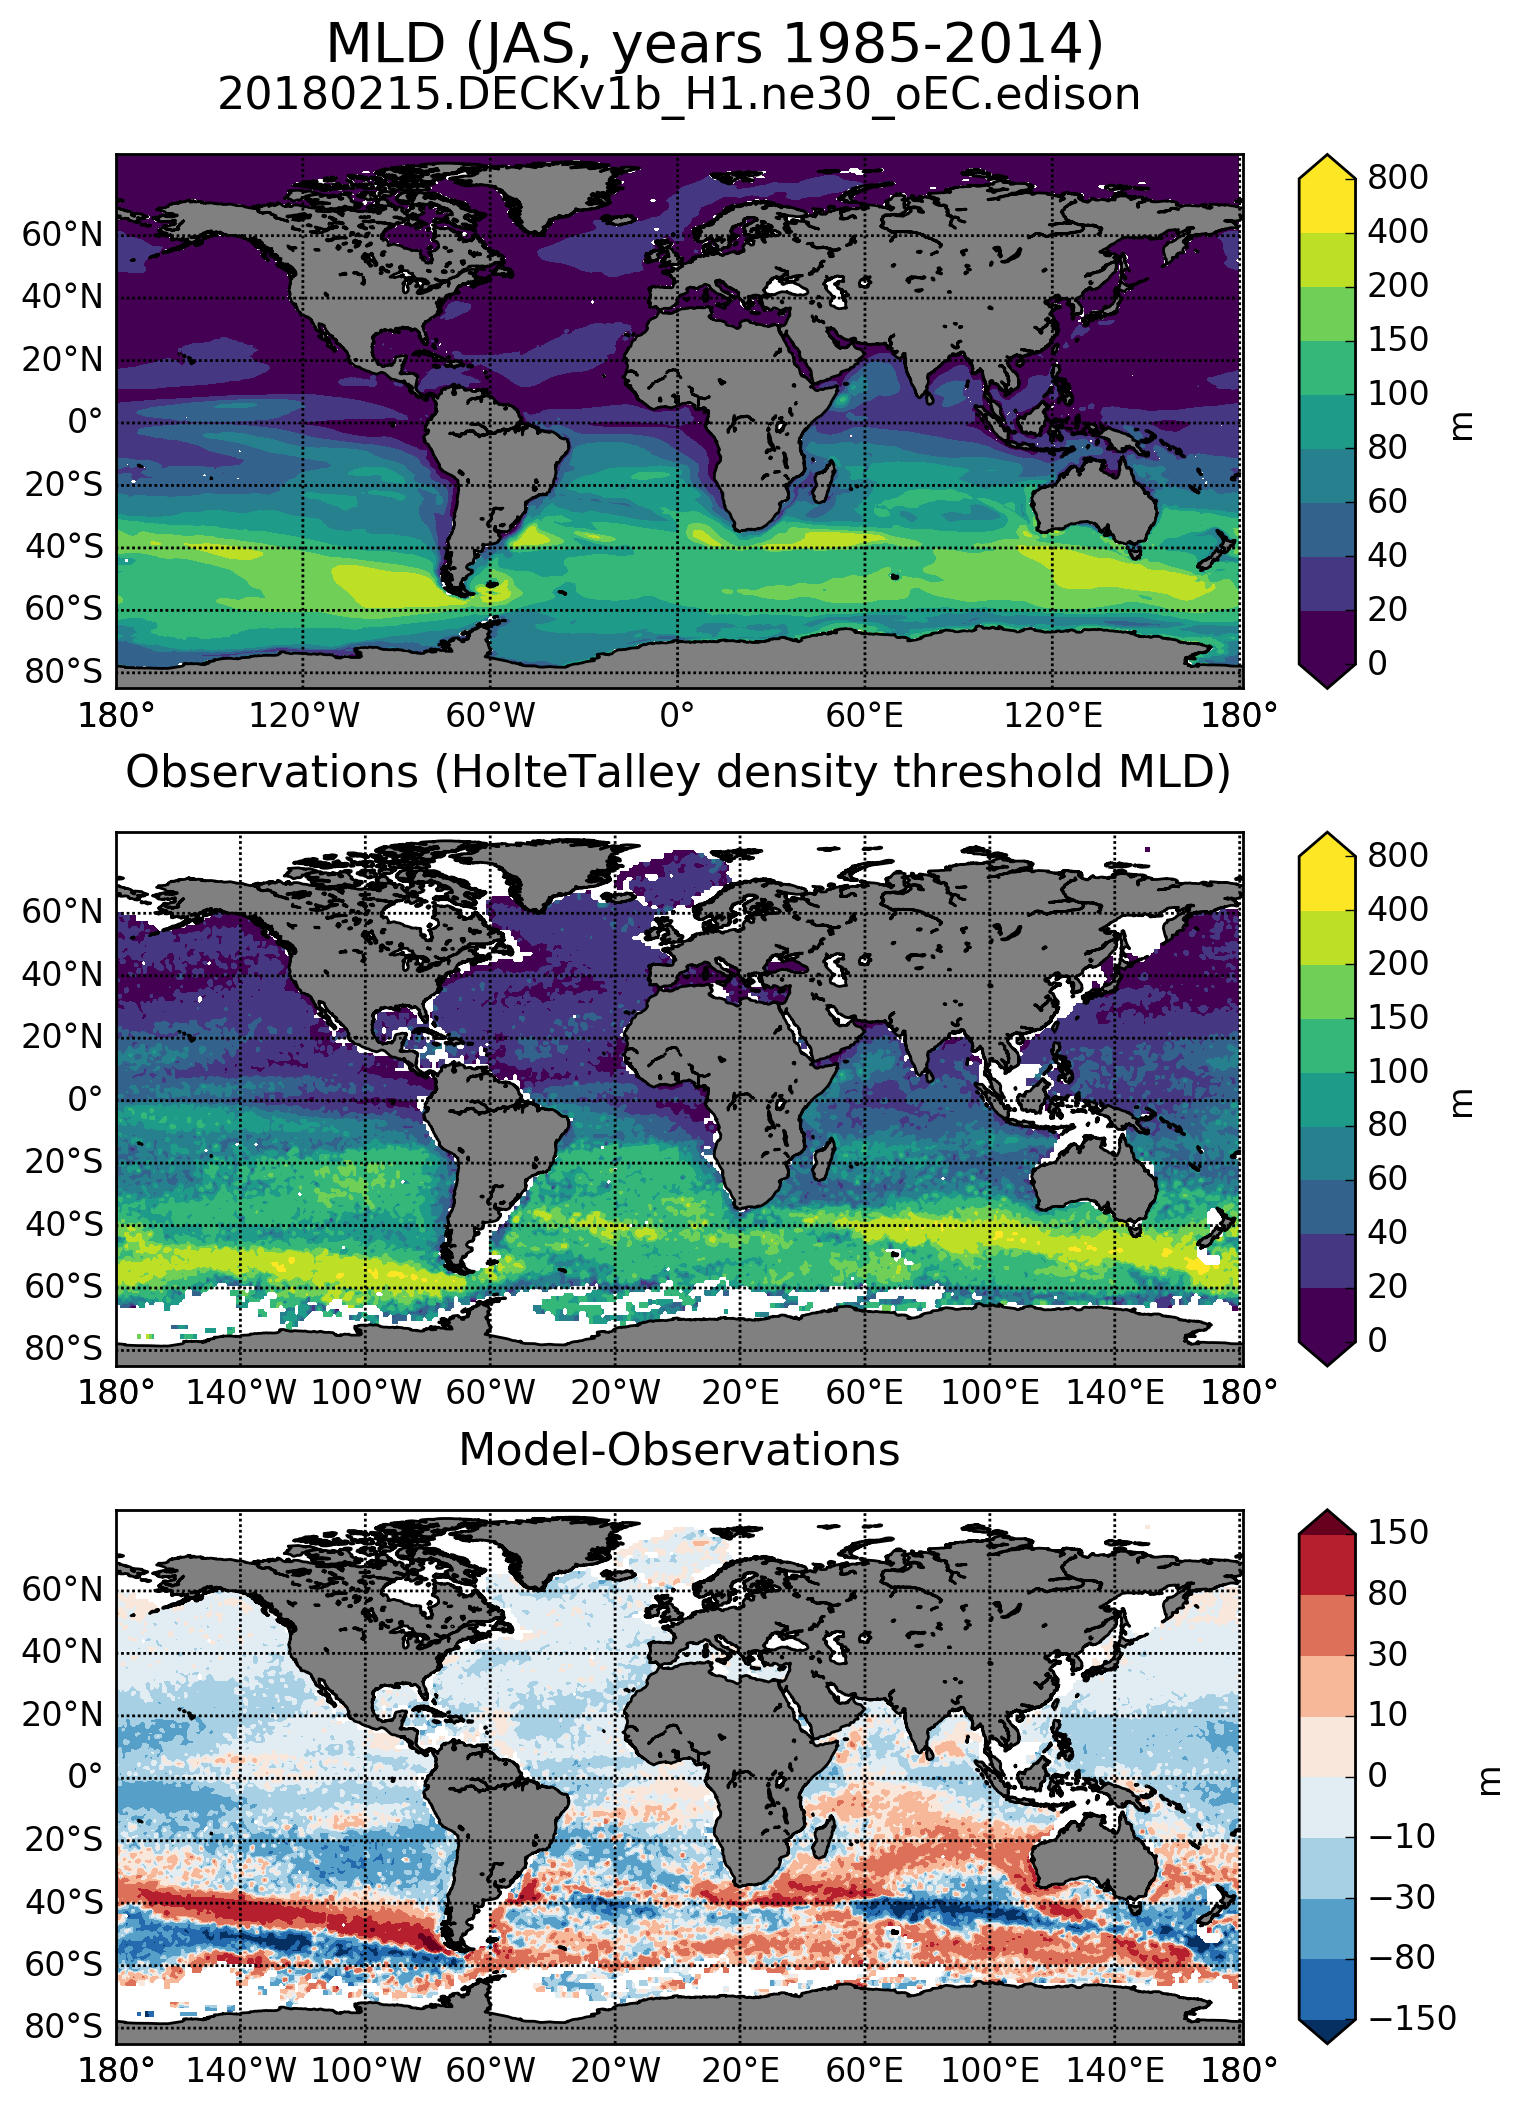 MLD (JAS, years 1985-2014)
20180215.DECKv1b_H1.ne30_oEC.edison
60°N
40°N
20°N
0°
20°S
40°S
60°S
80°S
180° 120°W 60°W 0° 60°E 120°E 180°
800
400
200
150
100
80
60
40
20
0
m
Observations (HolteTalley density threshold MLD)
60°N
40°N
20°N
0°
20°S
40°S
60°S
80°S
180° 140°W 100°W 60°W 20°W 20°E 60°E 100°E 140°E 180°
800
400
200
150
100
80
60
40
20
0
m
Model-Observations
60°N
40°N
20°N
0°
20°S
40°S
60°S
80°S
180° 140°W 100°W 60°W 20°W 20°E 60°E 100°E 140°E 180°
150
80
30
10
0
−10
−30
−80
−150
m